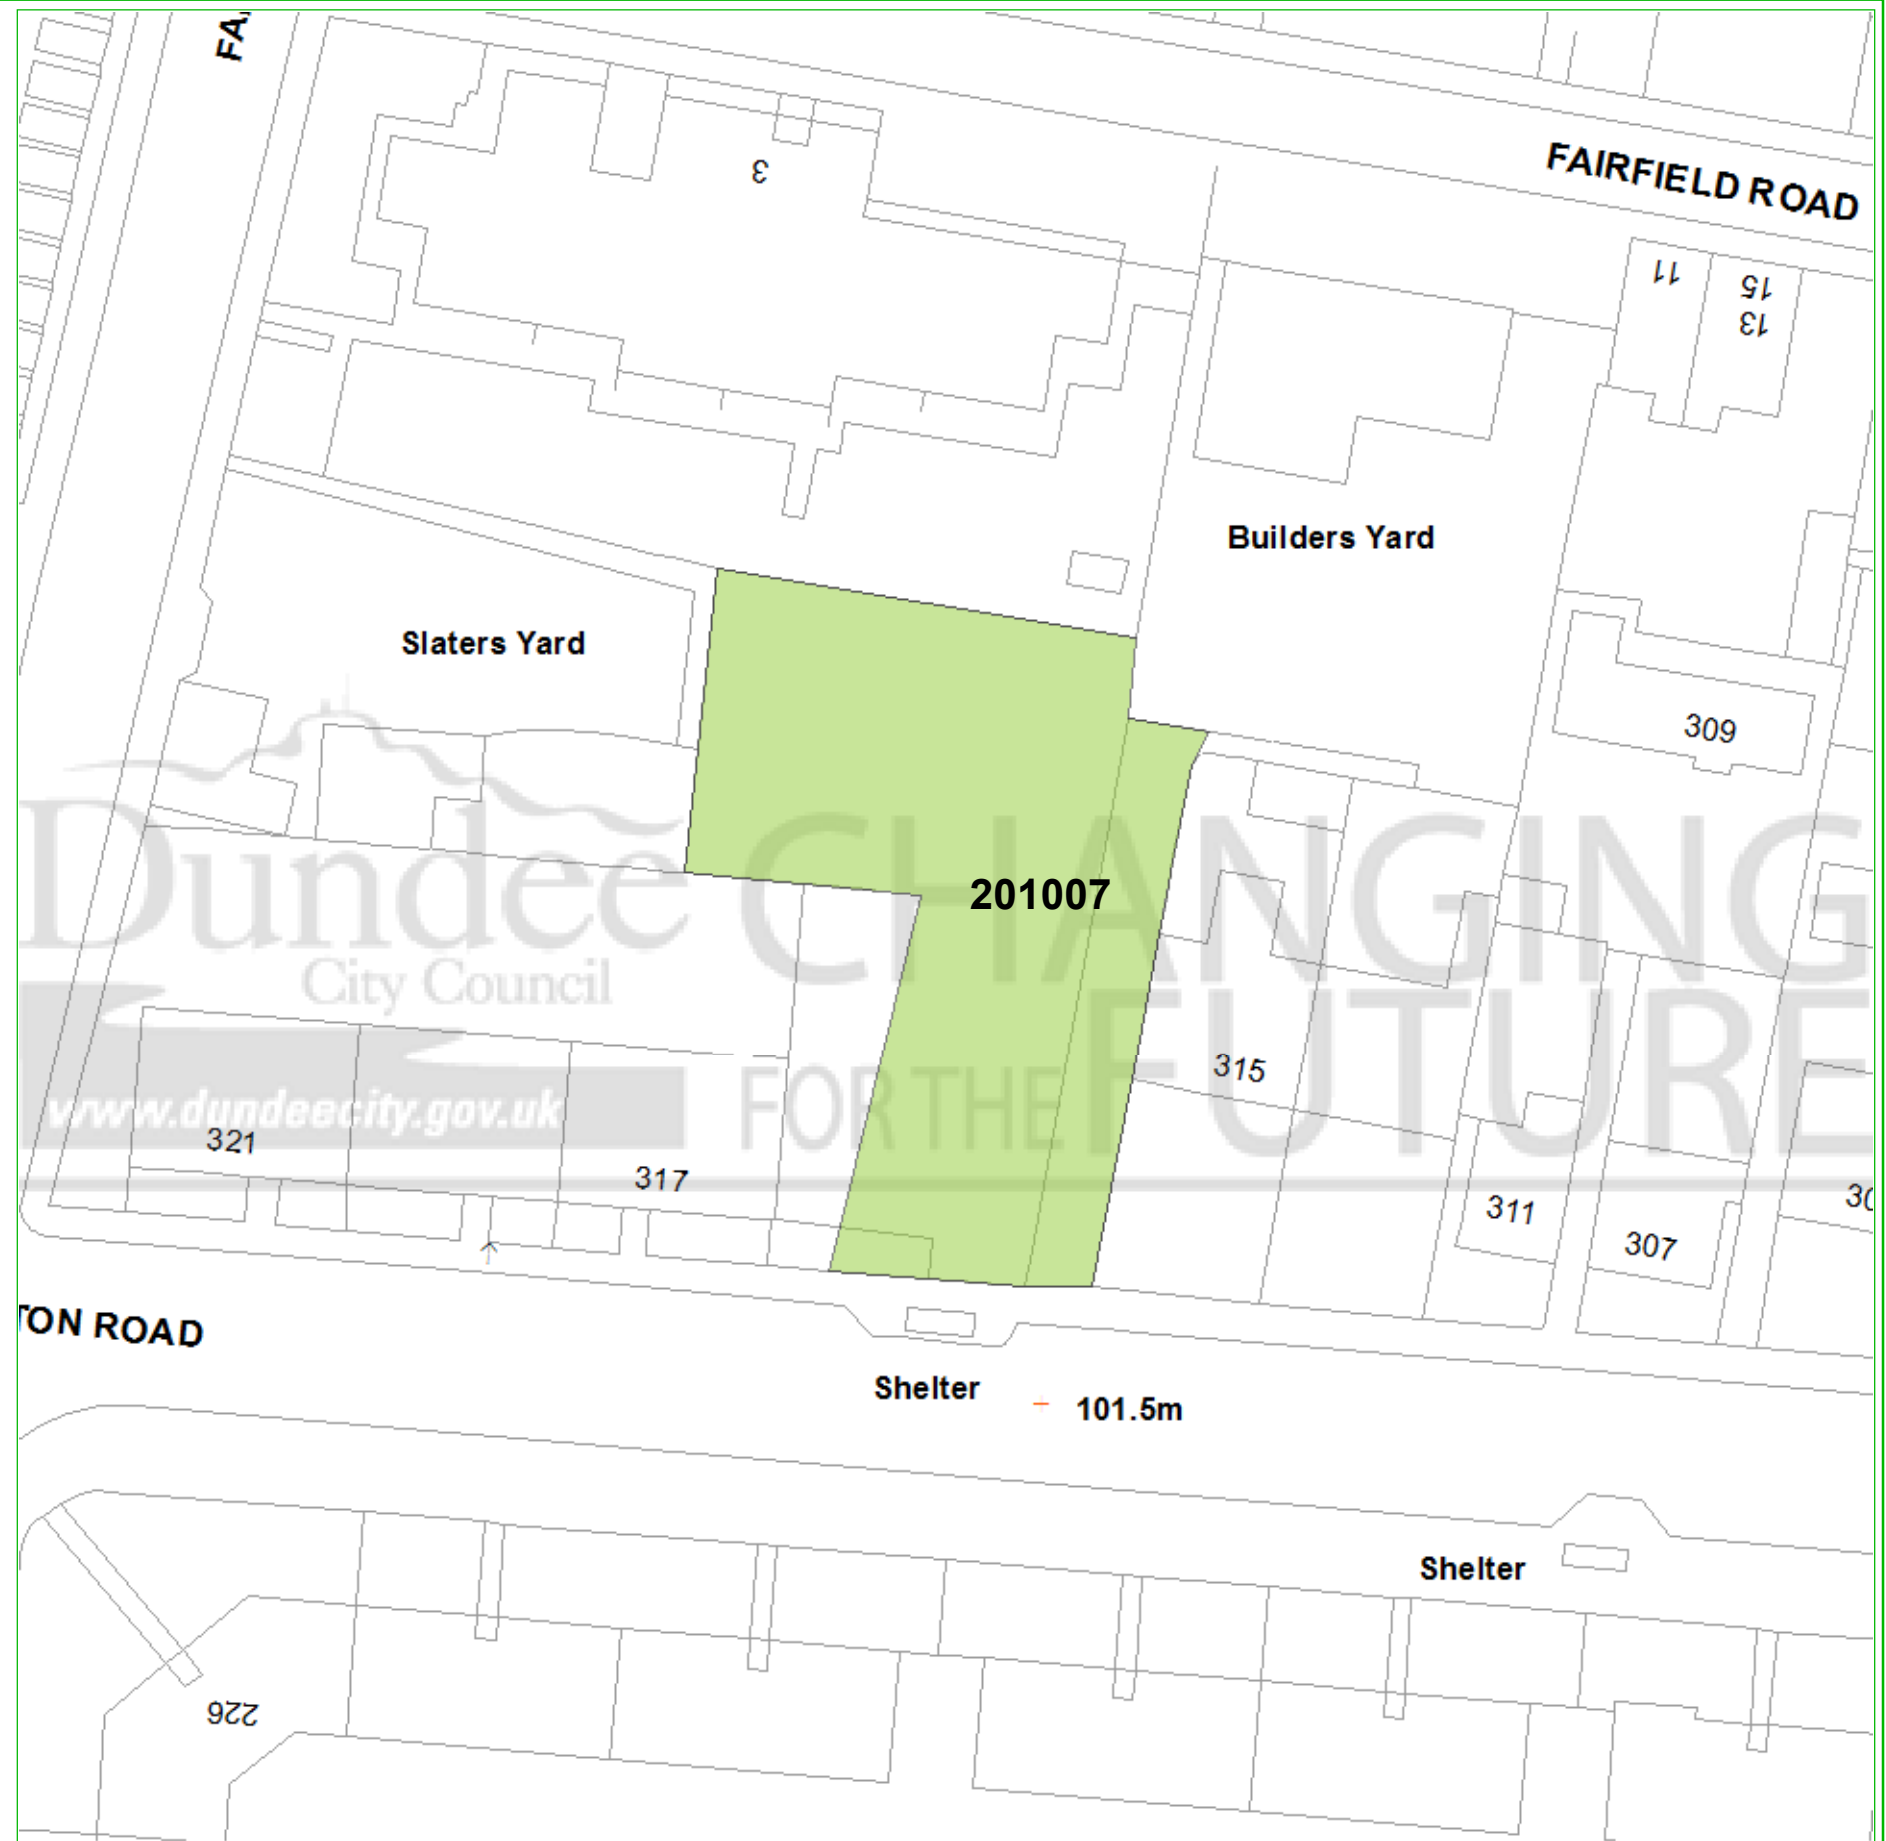 FA
FAIRFIELD ROAD
3
11
15
13
Builders Yard
Slaters Yard
309
Dundee
City Council
www.dundeecity.gov.uk
CHANGING
FOR THE FUTURE
201007
315
321
317
311
307
30
TON ROAD
Shelter
101.5m
Shelter
226